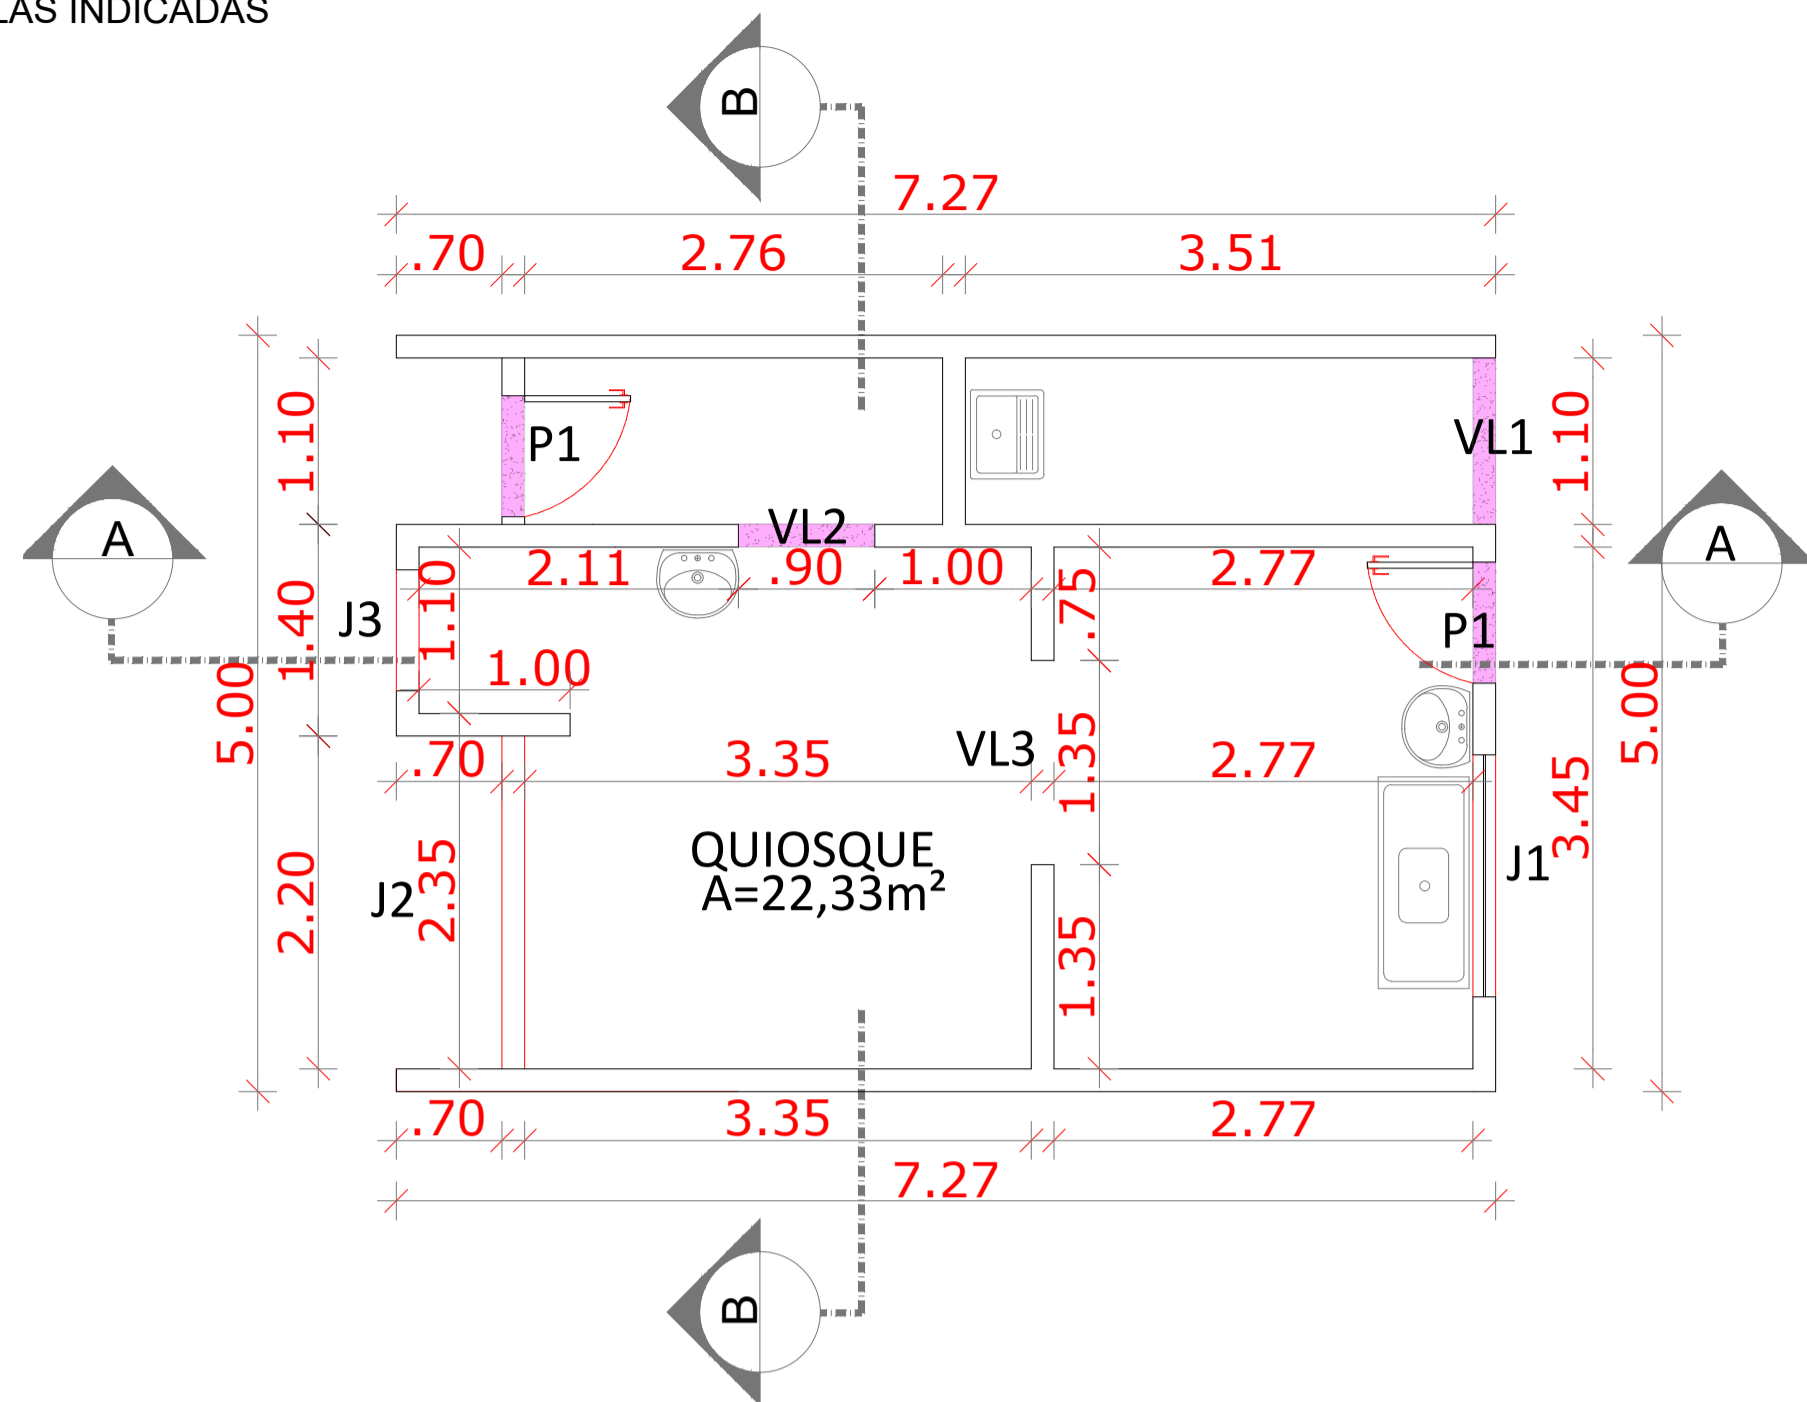 LAS INDICADAS
B
7.27
.70
2.76
3.51
1.10
P1
VL1
1.10
A
VL2
A
2.11
.90
1.00
2.77
.75
1.10
1.40
J3
P1
1.00
5.00
5.00
.70
3.35
VL3
1.35
2.77
3.45
QUIOSQUE
A=22,33m²
J1
J2
2.35
2.20
1.35
.70
3.35
2.77
7.27
B